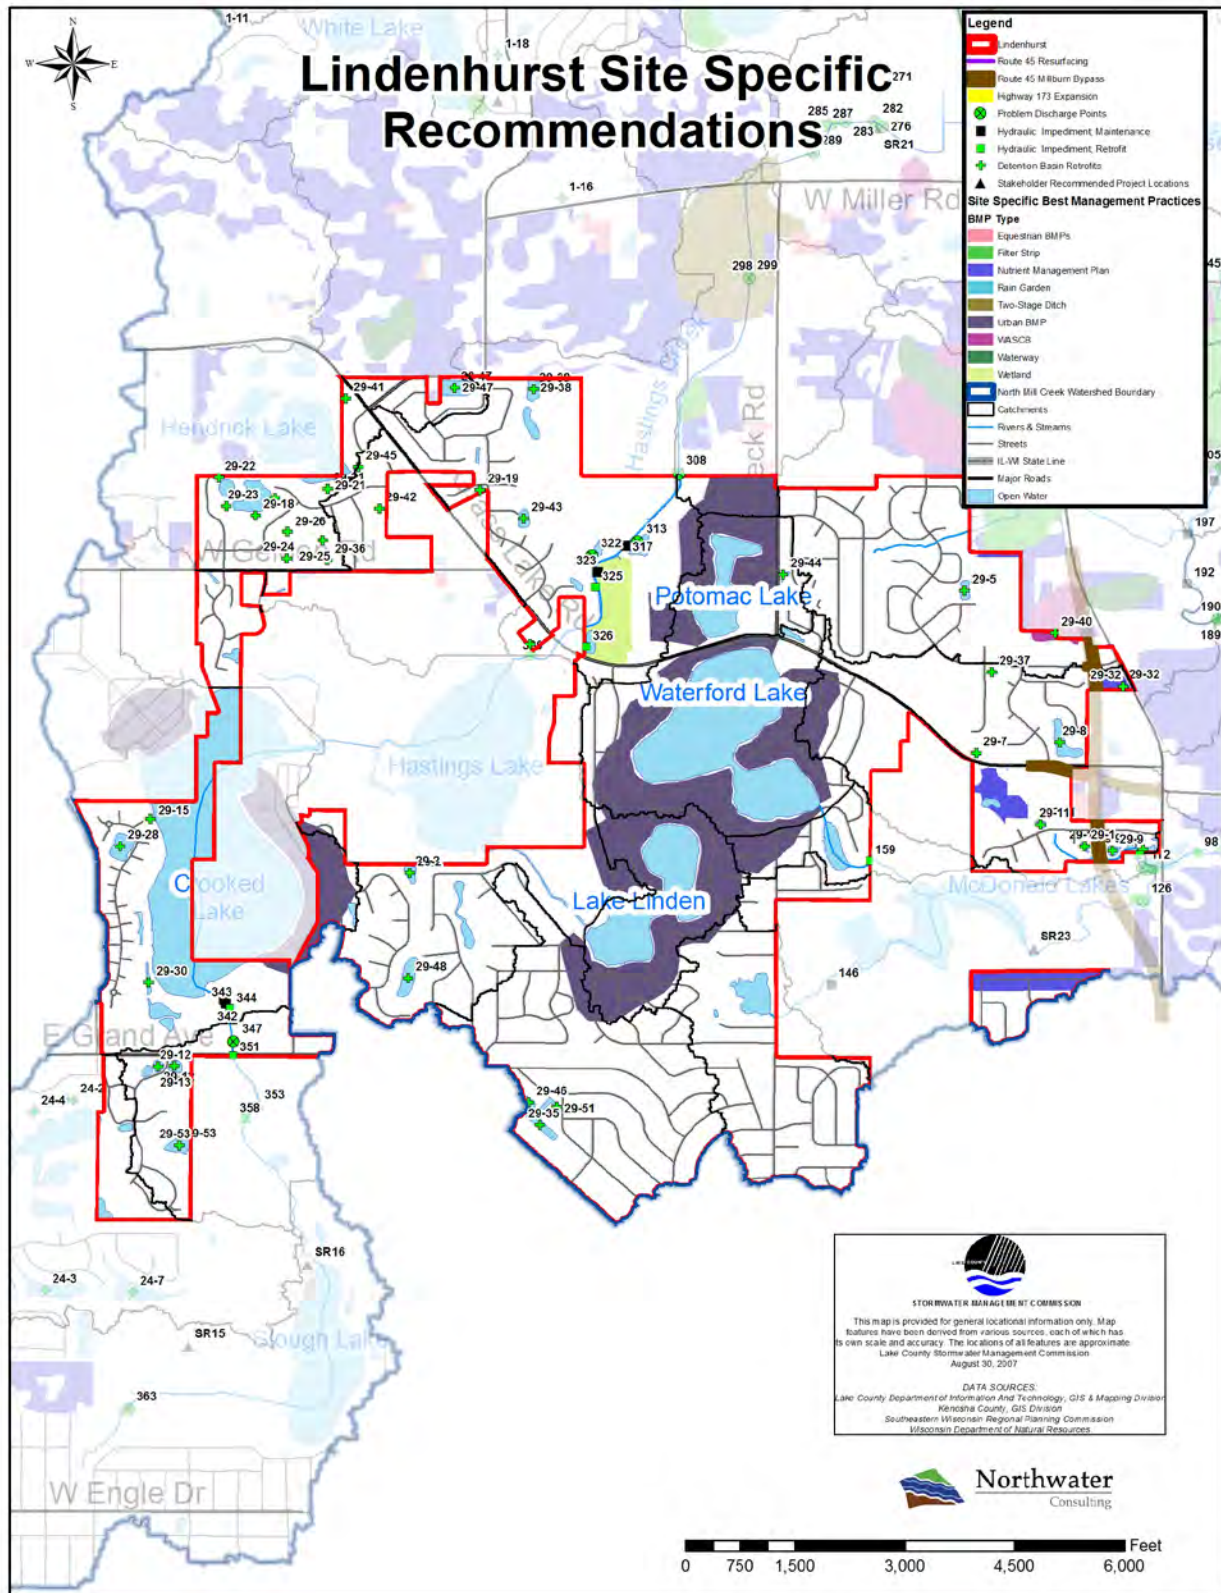 Lindenhurst Site Specific
Recommendations
N
W
E
S
Legend
Lindenhurst
Route 45 Resurfacing
Route 45 Millburn Bypass
Highway 173 Expansion
Problem Discharge Points
Hydraulic Impediment, Maintenance
Hydraulic Impediment, Retrofit
Detention Basin Retrofits
Stakeholder Recommended Project Locations
Site Specific Best Management Practices
BMP Type
Equestrian BMPs
Filter Strip
Nutrient Management Plan
Rain Garden
Two-Stage Ditch
Urban BMP
WASCB
Waterway
Wetland
North Mill Creek Watershed Boundary
Catchments
Rivers & Streams
Streets
IL-WI State Line
Major Roads
Open Water
1-11
White Lake
1-18
271
285
287
282
283
276
289
SR21
1-16
W Miller Rd
298
299
Hastings Creek
eck Rd
29-41
29-47
29-38
Hendrick Lake
308
29-22
29-45
29-23
29-18
29-21
29-42
29-19
29-43
29-26
29-24
29-25
29-36
313
322
317
323
325
326
29-44
Potomac Lake
29-5
197
192
190
189
29-40
29-37
29-32
29-32
Waterford Lake
29-8
29-7
Hastings Lake
29-15
29-28
29-11
29-1
29-9
98
159
126
29-2
Crooked
Lake
Lake Linden
McDonald Lakes
SR23
29-48
146
29-30
343
344
342
347
E Grand Ave
351
29-12
29-13
24-2
24-4
353
358
29-53
9-53
29-46
29-35
29-51
SR16
24-3
24-7
SR15
Slough Lake
363
W Engle Dr
STORMWATER MANAGEMENT COMMISSION
This map is provided for general locational information only. Map
features have been derived from various sources, each of which has
its own scale and accuracy. The locations of all features are approximate.
Lake County Stormwater Management Commission
August 30, 2007
DATA SOURCES:
Lake County Department of Information And Technology, GIS & Mapping Division
Kenosha County, GIS Division
Southeastern Wisconsin Regional Planning Commission
Wisconsin Department of Natural Resources
Northwater
Consulting
Feet
0 750 1,500 3,000 4,500 6,000